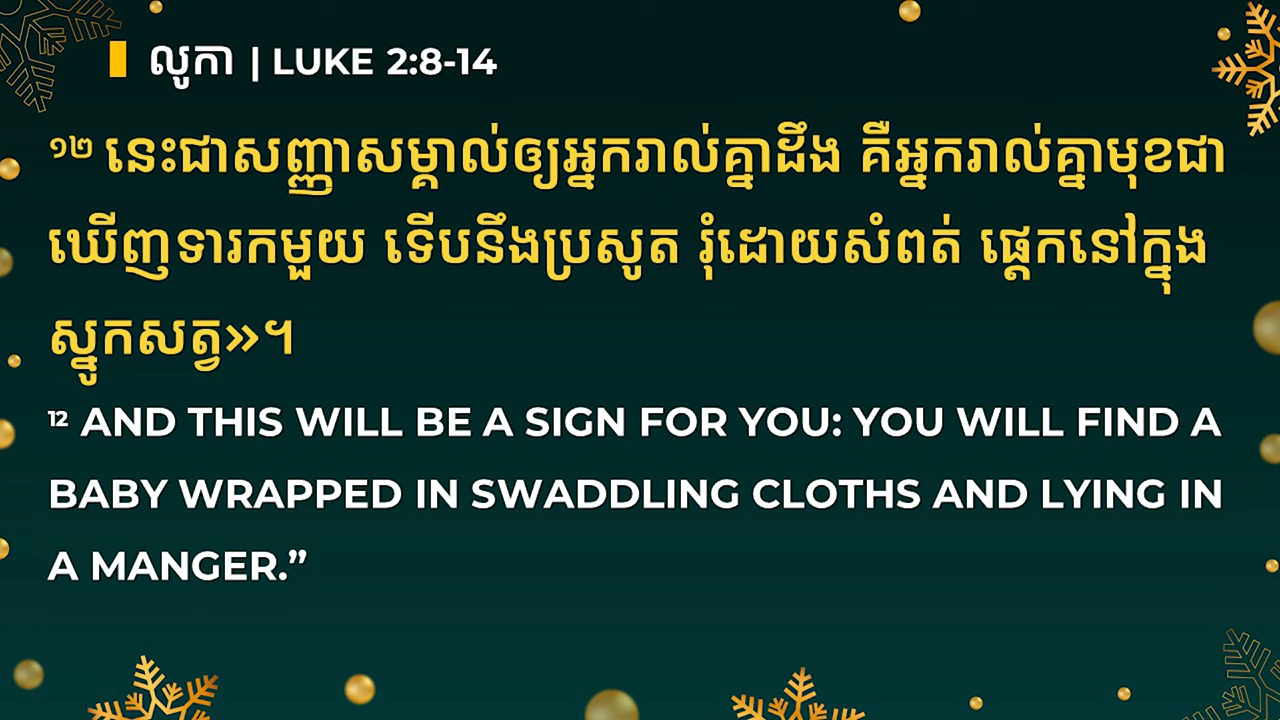 លូកា | LUKE 2:8-14
១២ នេះជាសញ្ញាសម្គាល់ឲ្យអ្នករាល់គ្នាដឹង គឺអ្នករាល់គ្នាមុខជា
ឃើញទារកមួយ ទើបនឹងប្រសូត រុំដោយសំពត់ ផ្តេកនៅក្នុង
ស្នូកសត្វ»។
12 AND THIS WILL BE A SIGN FOR YOU: YOU WILL FIND A
BABY WRAPPED IN SWADDLING CLOTHS AND LYING IN
A MANGER.”